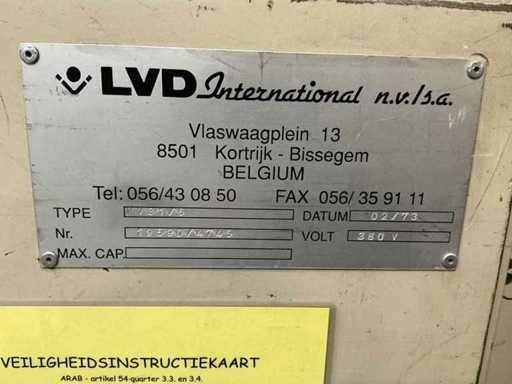 LVD International n.v./s.a.
Vlaswaagplein 13
8501 Kortrijk - Bissegem
BELGIUM
Tel: 056/43 08 50 FAX 056/ 35 91 11
TYPE DATUM 02/73
Nr. VOLT 380 V
MAX. CAP.
VEILIGHEIDSINSTRUCTIEKAART
ARAB - artikel 54-quarter 3.3. en 3.4.